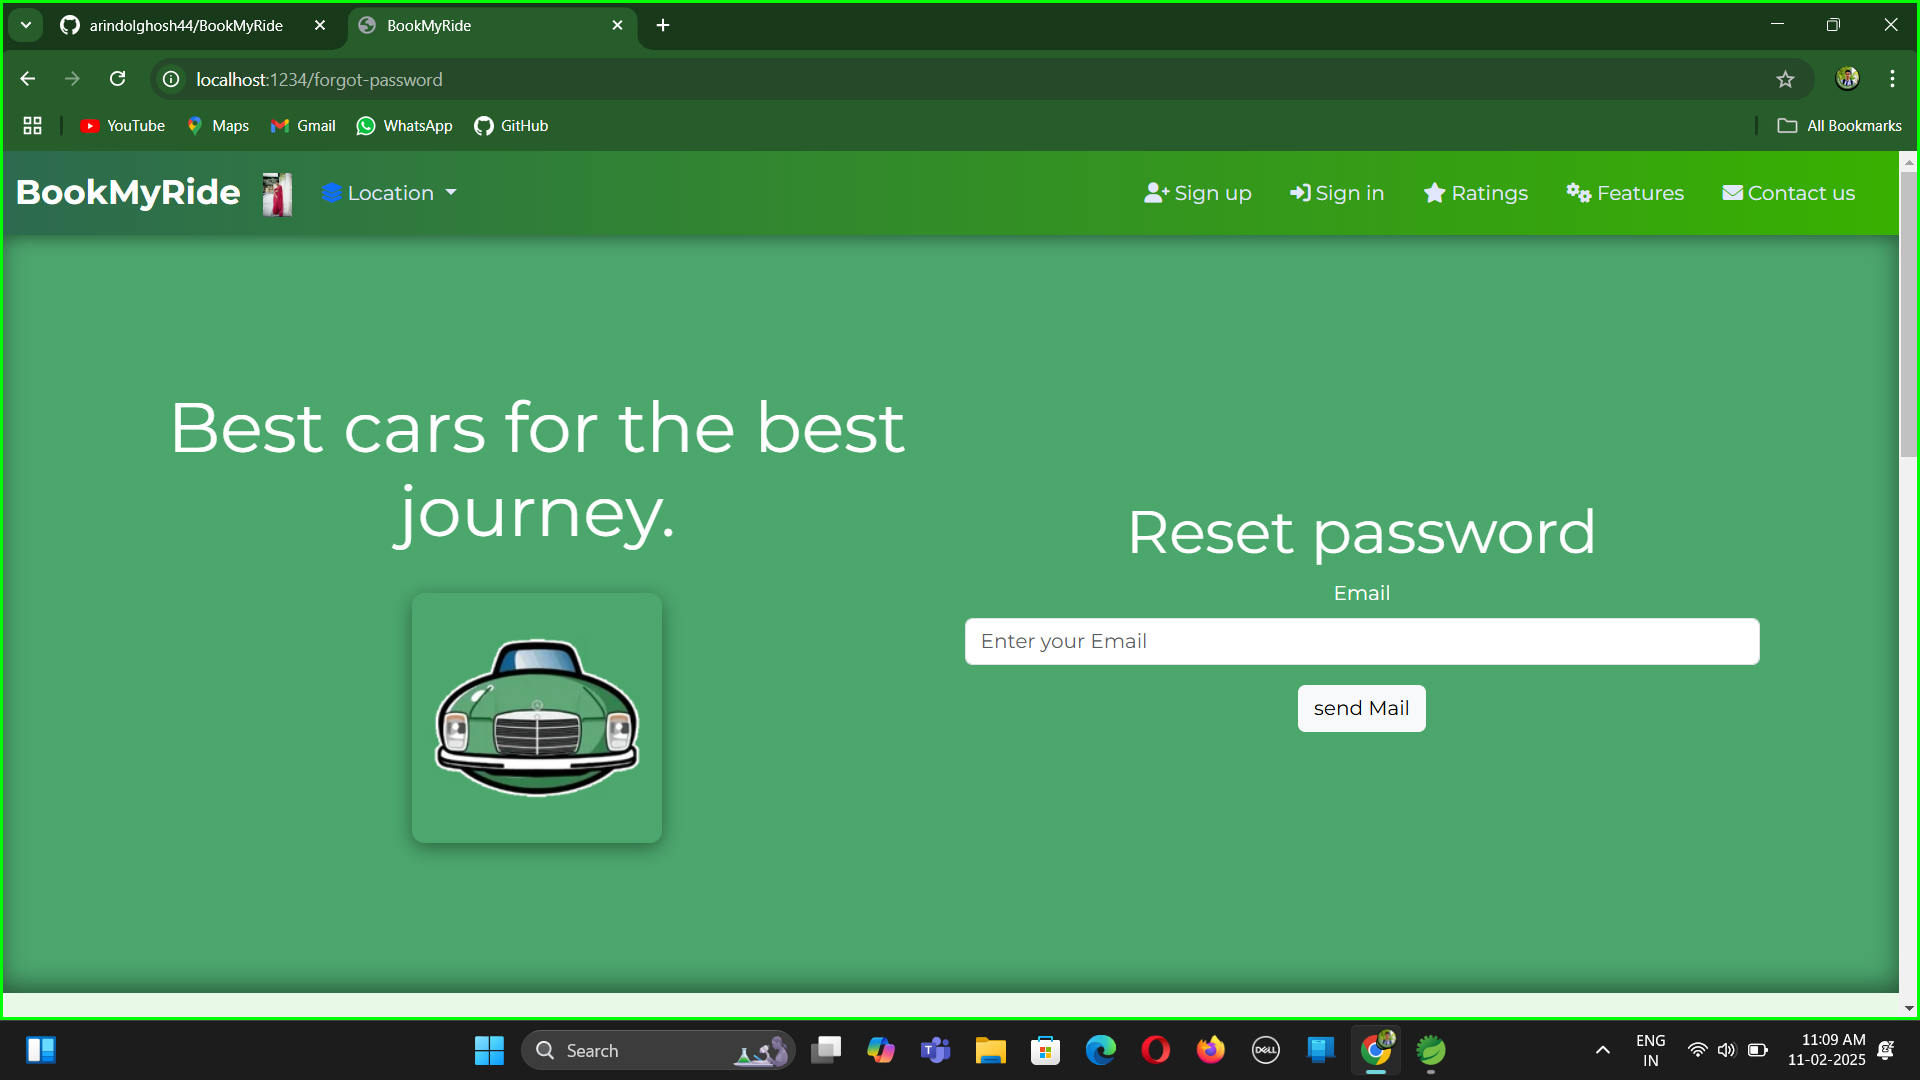 arindolghosh44/BookMyRide
BookMyRide
localhost:1234/forgot-password
YouTube
Maps
Gmail
WhatsApp
GitHub
All Bookmarks
BookMyRide
Location
Sign up
Sign in
Ratings
Features
Contact us
Best cars for the best
journey.
Reset password
Email
Enter your Email
send Mail
Search
DELL
ENG
IN
11:09 AM
11-02-2025